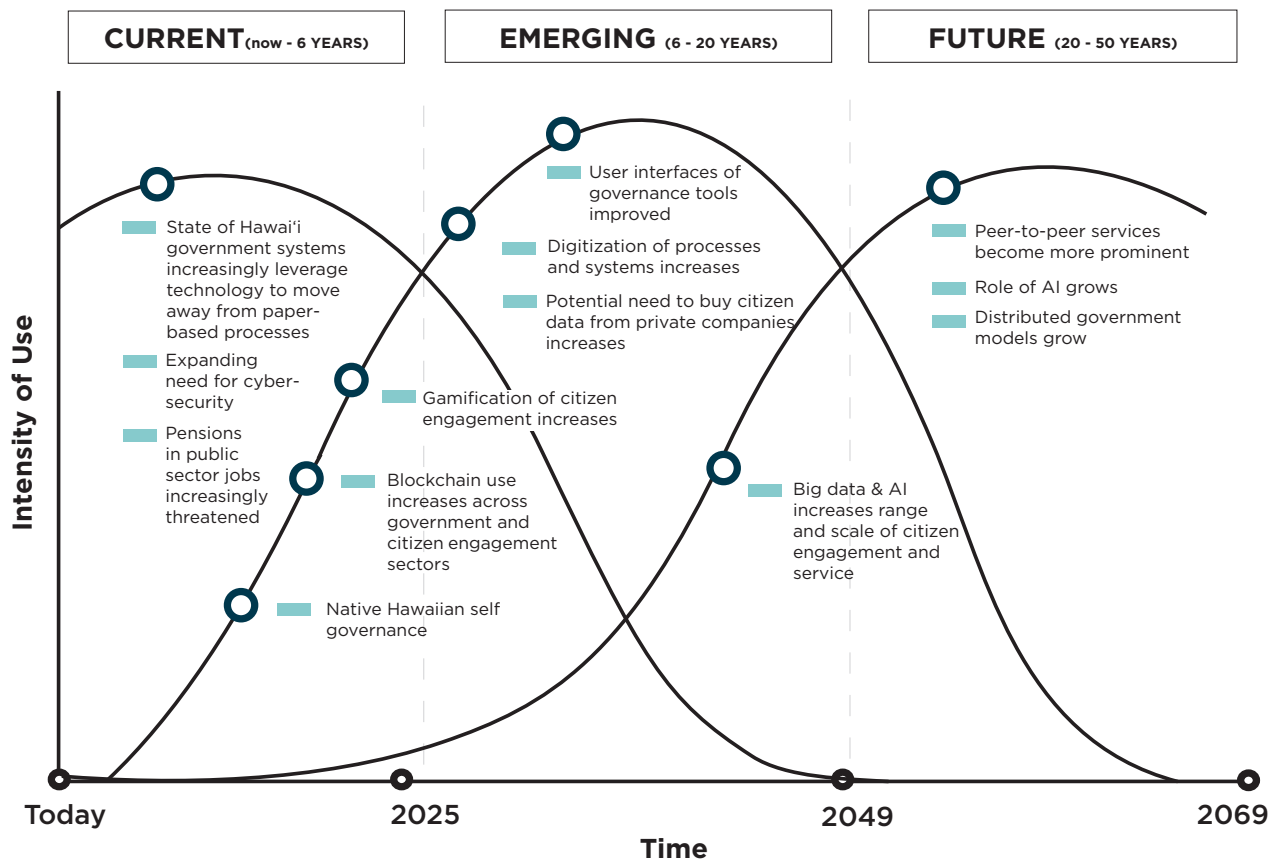 CURRENT(now - 6 YEARS)
EMERGING (6 - 20 YEARS)
FUTURE (20 - 50 YEARS)
Intensity of Use
State of Hawaiʻi
government systems
increasingly leverage
technology to move
away from paper-
based processes
Expanding
need for cyber-
security
Pensions
in public
sector jobs
increasingly
threatened
User interfaces of
governance tools
improved
Digitization of processes
and systems increases
Potential need to buy citizen
data from private companies
increases
Gamification of citizen
engagement increases
Blockchain use
increases across
government and
citizen engagement
sectors
Native Hawaiian self
governance
Peer-to-peer services
become more prominent
Role of AI grows
Distributed government
models grow
Big data & AI
increases range
and scale of citizen
engagement and
service
Today
2025
2049
2069
Time